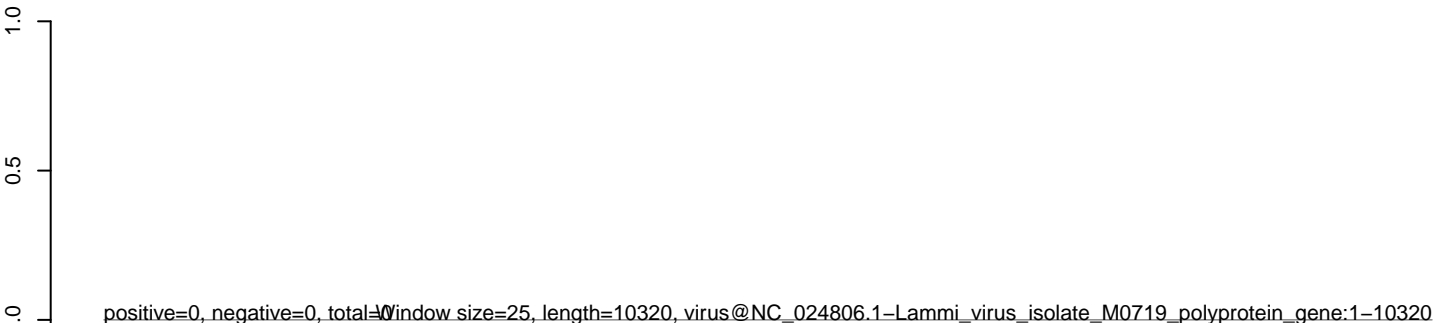 1.0
0.5
.0
positive=0, negative=0, total=0
Window size=25, length=10320, virus@NC_024806.1−Lammi_virus_isolate_M0719_polyprotein_gene:1−10320